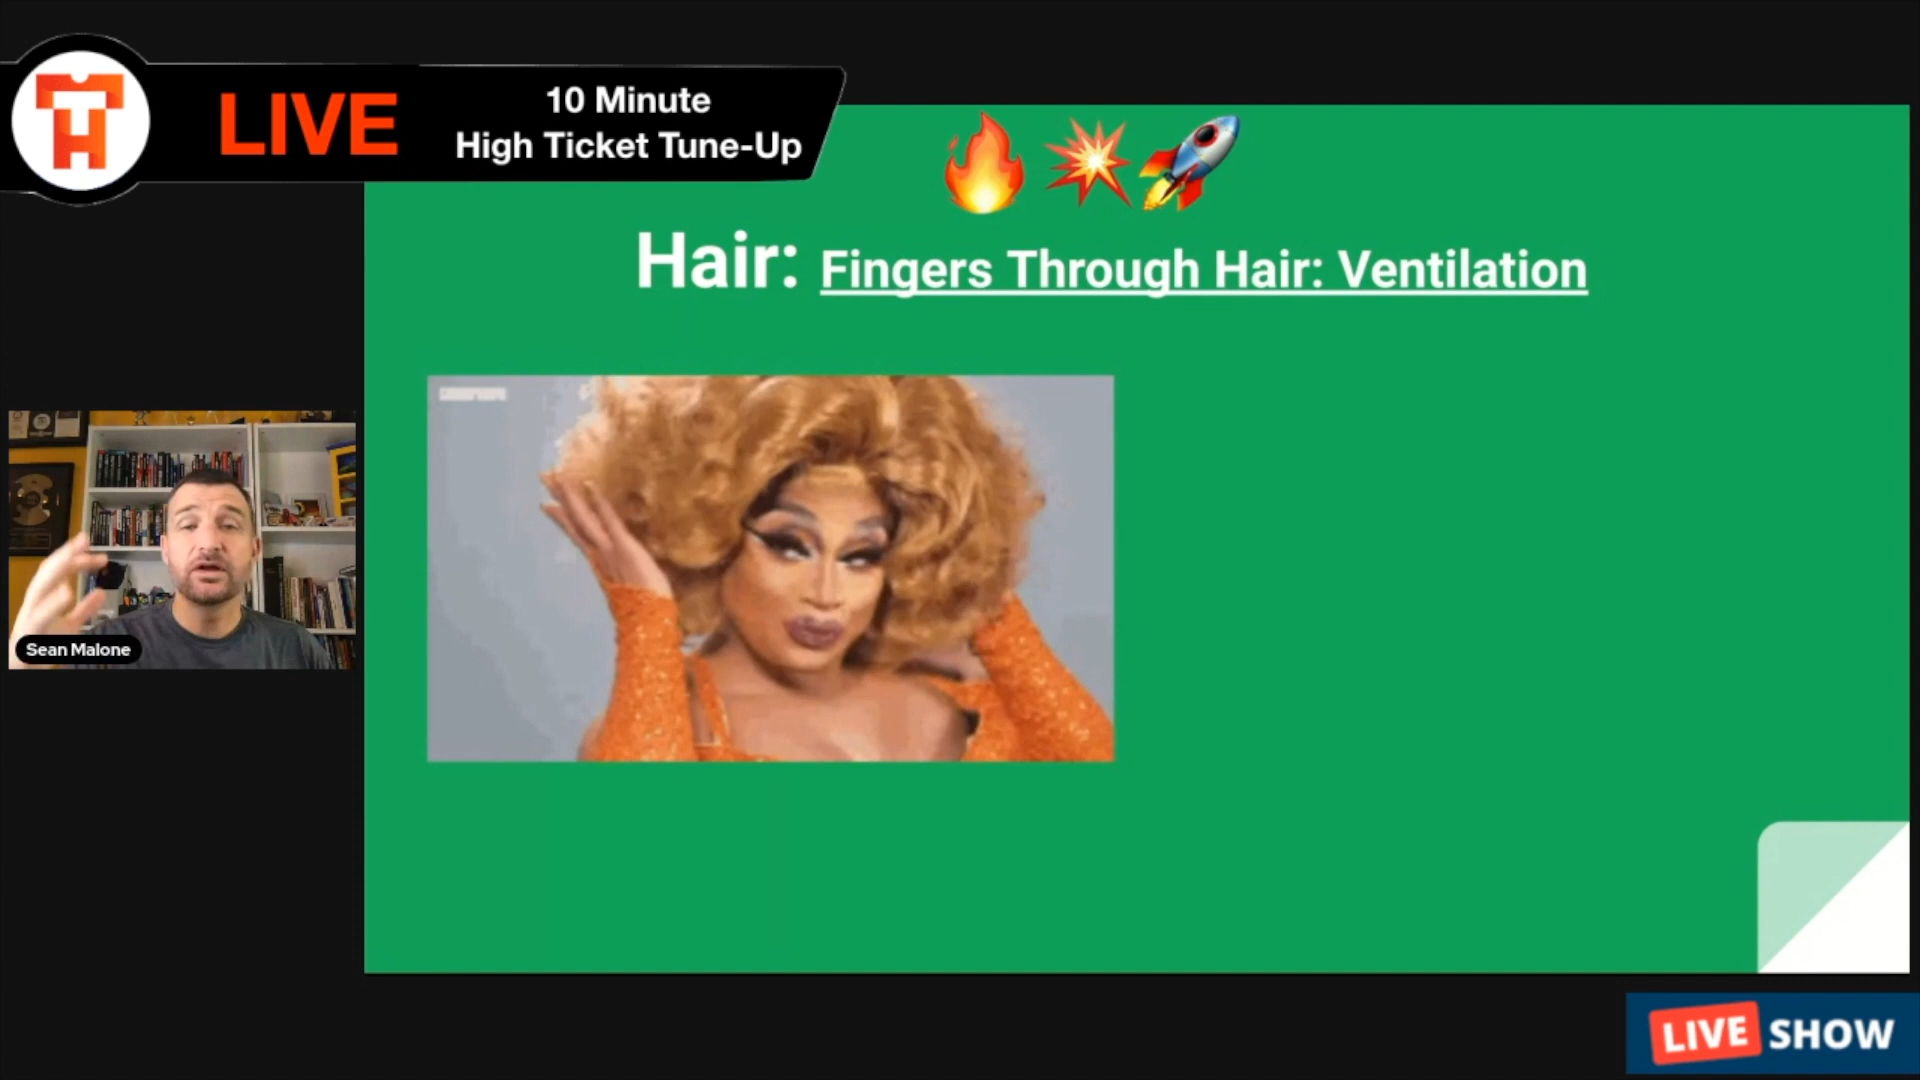 LIVE
10 Minute
High Ticket Tune-Up
Hair: Fingers Through Hair: Ventilation
Sean Malone
LIVE SHOW